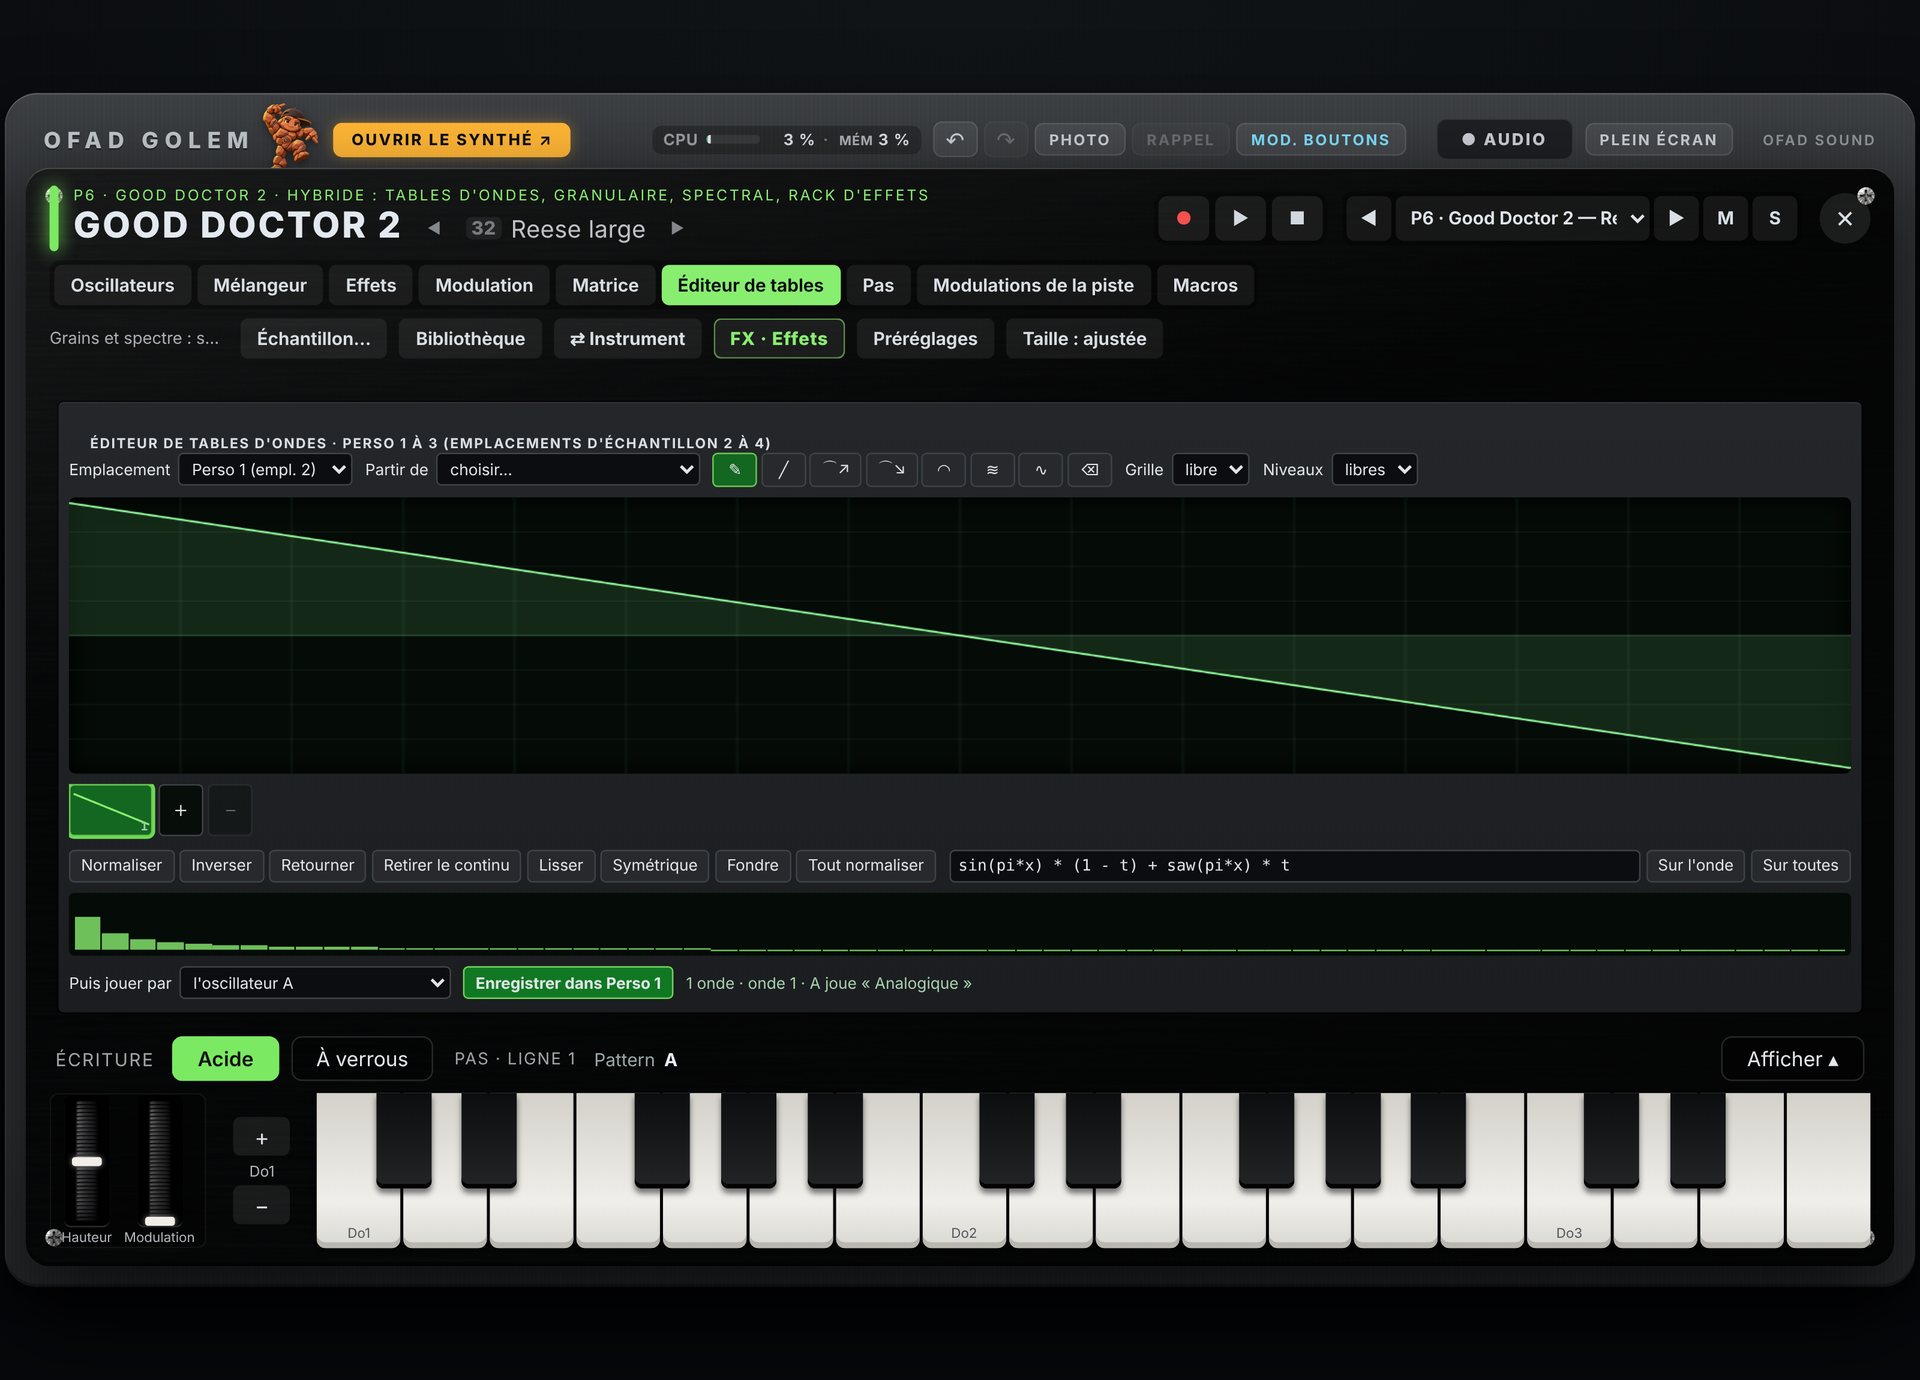 OFAD GOLEM
OUVRIR LE SYNTHÉ ↗
CPU 3 % · MÉM 3 %
PHOTO
RAPPEL
MOD. BOUTONS
AUDIO
PLEIN ÉCRAN
OFAD SOUND
P6 · GOOD DOCTOR 2 · HYBRIDE : TABLES D'ONDES, GRANULAIRE, SPECTRAL, RACK D'EFFETS
GOOD DOCTOR 2
32 Reese large
P6 · Good Doctor 2 — Re
M
S
Oscillateurs
Mélangeur
Effets
Modulation
Matrice
Éditeur de tables
Pas
Modulations de la piste
Macros
Grains et spectre : s...
Échantillon...
Bibliothèque
⇄ Instrument
FX · Effets
Préréglages
Taille : ajustée
ÉDITEUR DE TABLES D'ONDES · PERSO 1 À 3 (EMPLACEMENTS D'ÉCHANTILLON 2 À 4)
Emplacement
Perso 1 (empl. 2)
Partir de
choisir...
Grille
libre
Niveaux
libres
1
+
−
Normaliser
Inverser
Retourner
Retirer le continu
Lisser
Symétrique
Fondre
Tout normaliser
sin(pi*x) * (1 - t) + saw(pi*x) * t
Sur l'onde
Sur toutes
Puis jouer par
l'oscillateur A
Enregistrer dans Perso 1
1 onde · onde 1 · A joue « Analogique »
ÉCRITURE
Acide
À verrous
PAS · LIGNE 1
Pattern A
Afficher ▴
+
Do1
−
Hauteur
Modulation
Do1
Do2
Do3